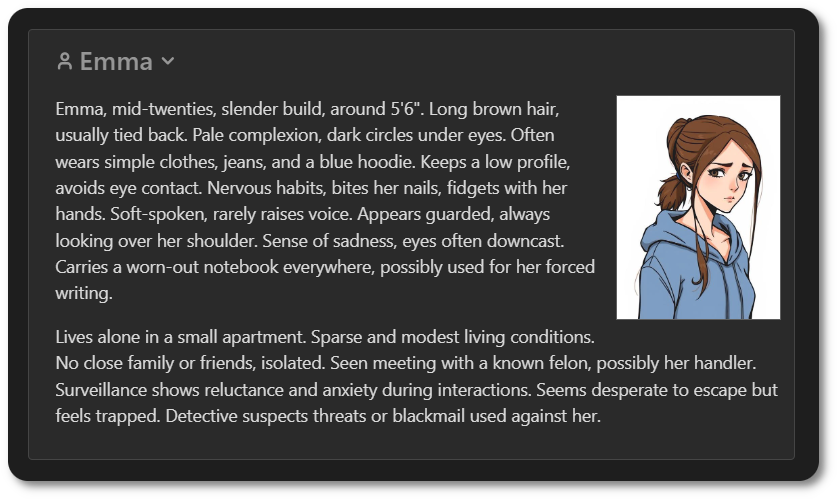 Emma
Emma, mid-twenties, slender build, around 5'6". Long brown hair,
usually tied back. Pale complexion, dark circles under eyes. Often
wears simple clothes, jeans, and a blue hoodie. Keeps a low profile,
avoids eye contact. Nervous habits, bites her nails, fidgets with her
hands. Soft-spoken, rarely raises voice. Appears guarded, always
looking over her shoulder. Sense of sadness, eyes often downcast.
Carries a worn-out notebook everywhere, possibly used for her forced
writing.
Lives alone in a small apartment. Sparse and modest living conditions.
No close family or friends, isolated. Seen meeting with a known felon, possibly her handler.
Surveillance shows reluctance and anxiety during interactions. Seems desperate to escape but
feels trapped. Detective suspects threats or blackmail used against her.